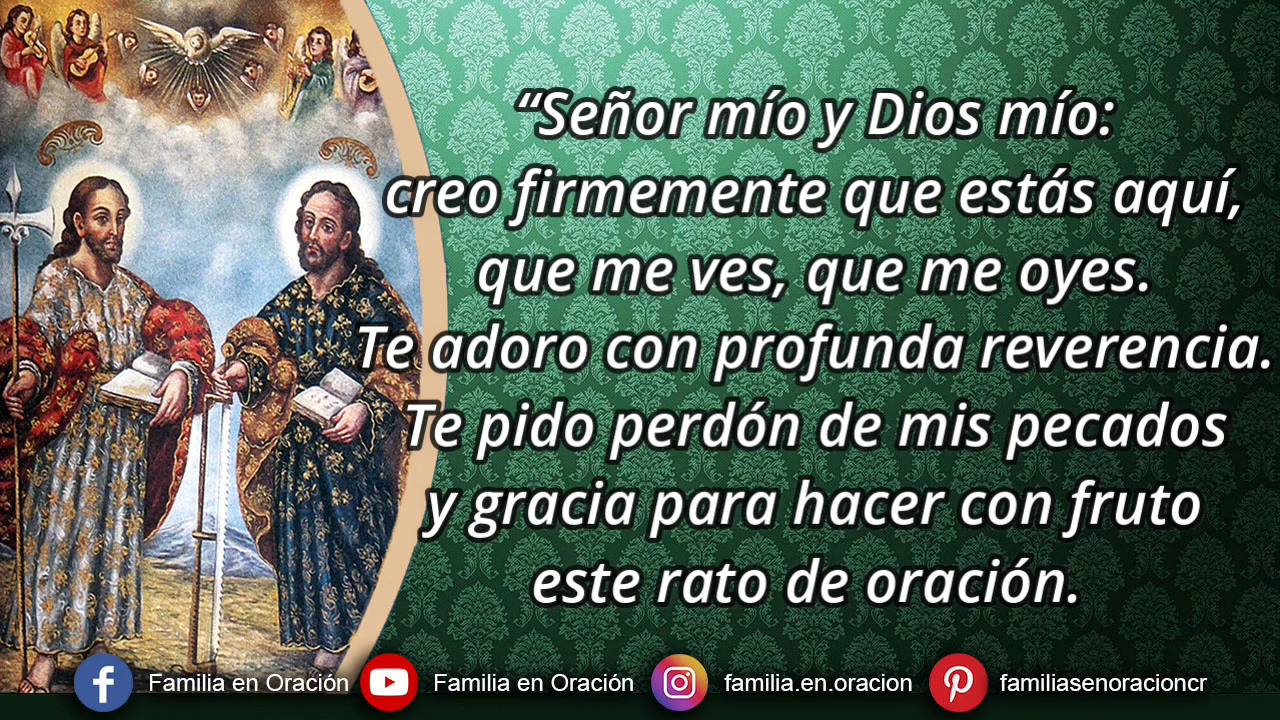 “Señor mío y Dios mío:
creo firmemente que estás aquí,
que me ves, que me oyes.
Te adoro con profunda reverencia.
Te pido perdón de mis pecados
y gracia para hacer con fruto
este rato de oración.
Familia en Oración Familia en Oración familia.en.oracion familiasenoracioncr